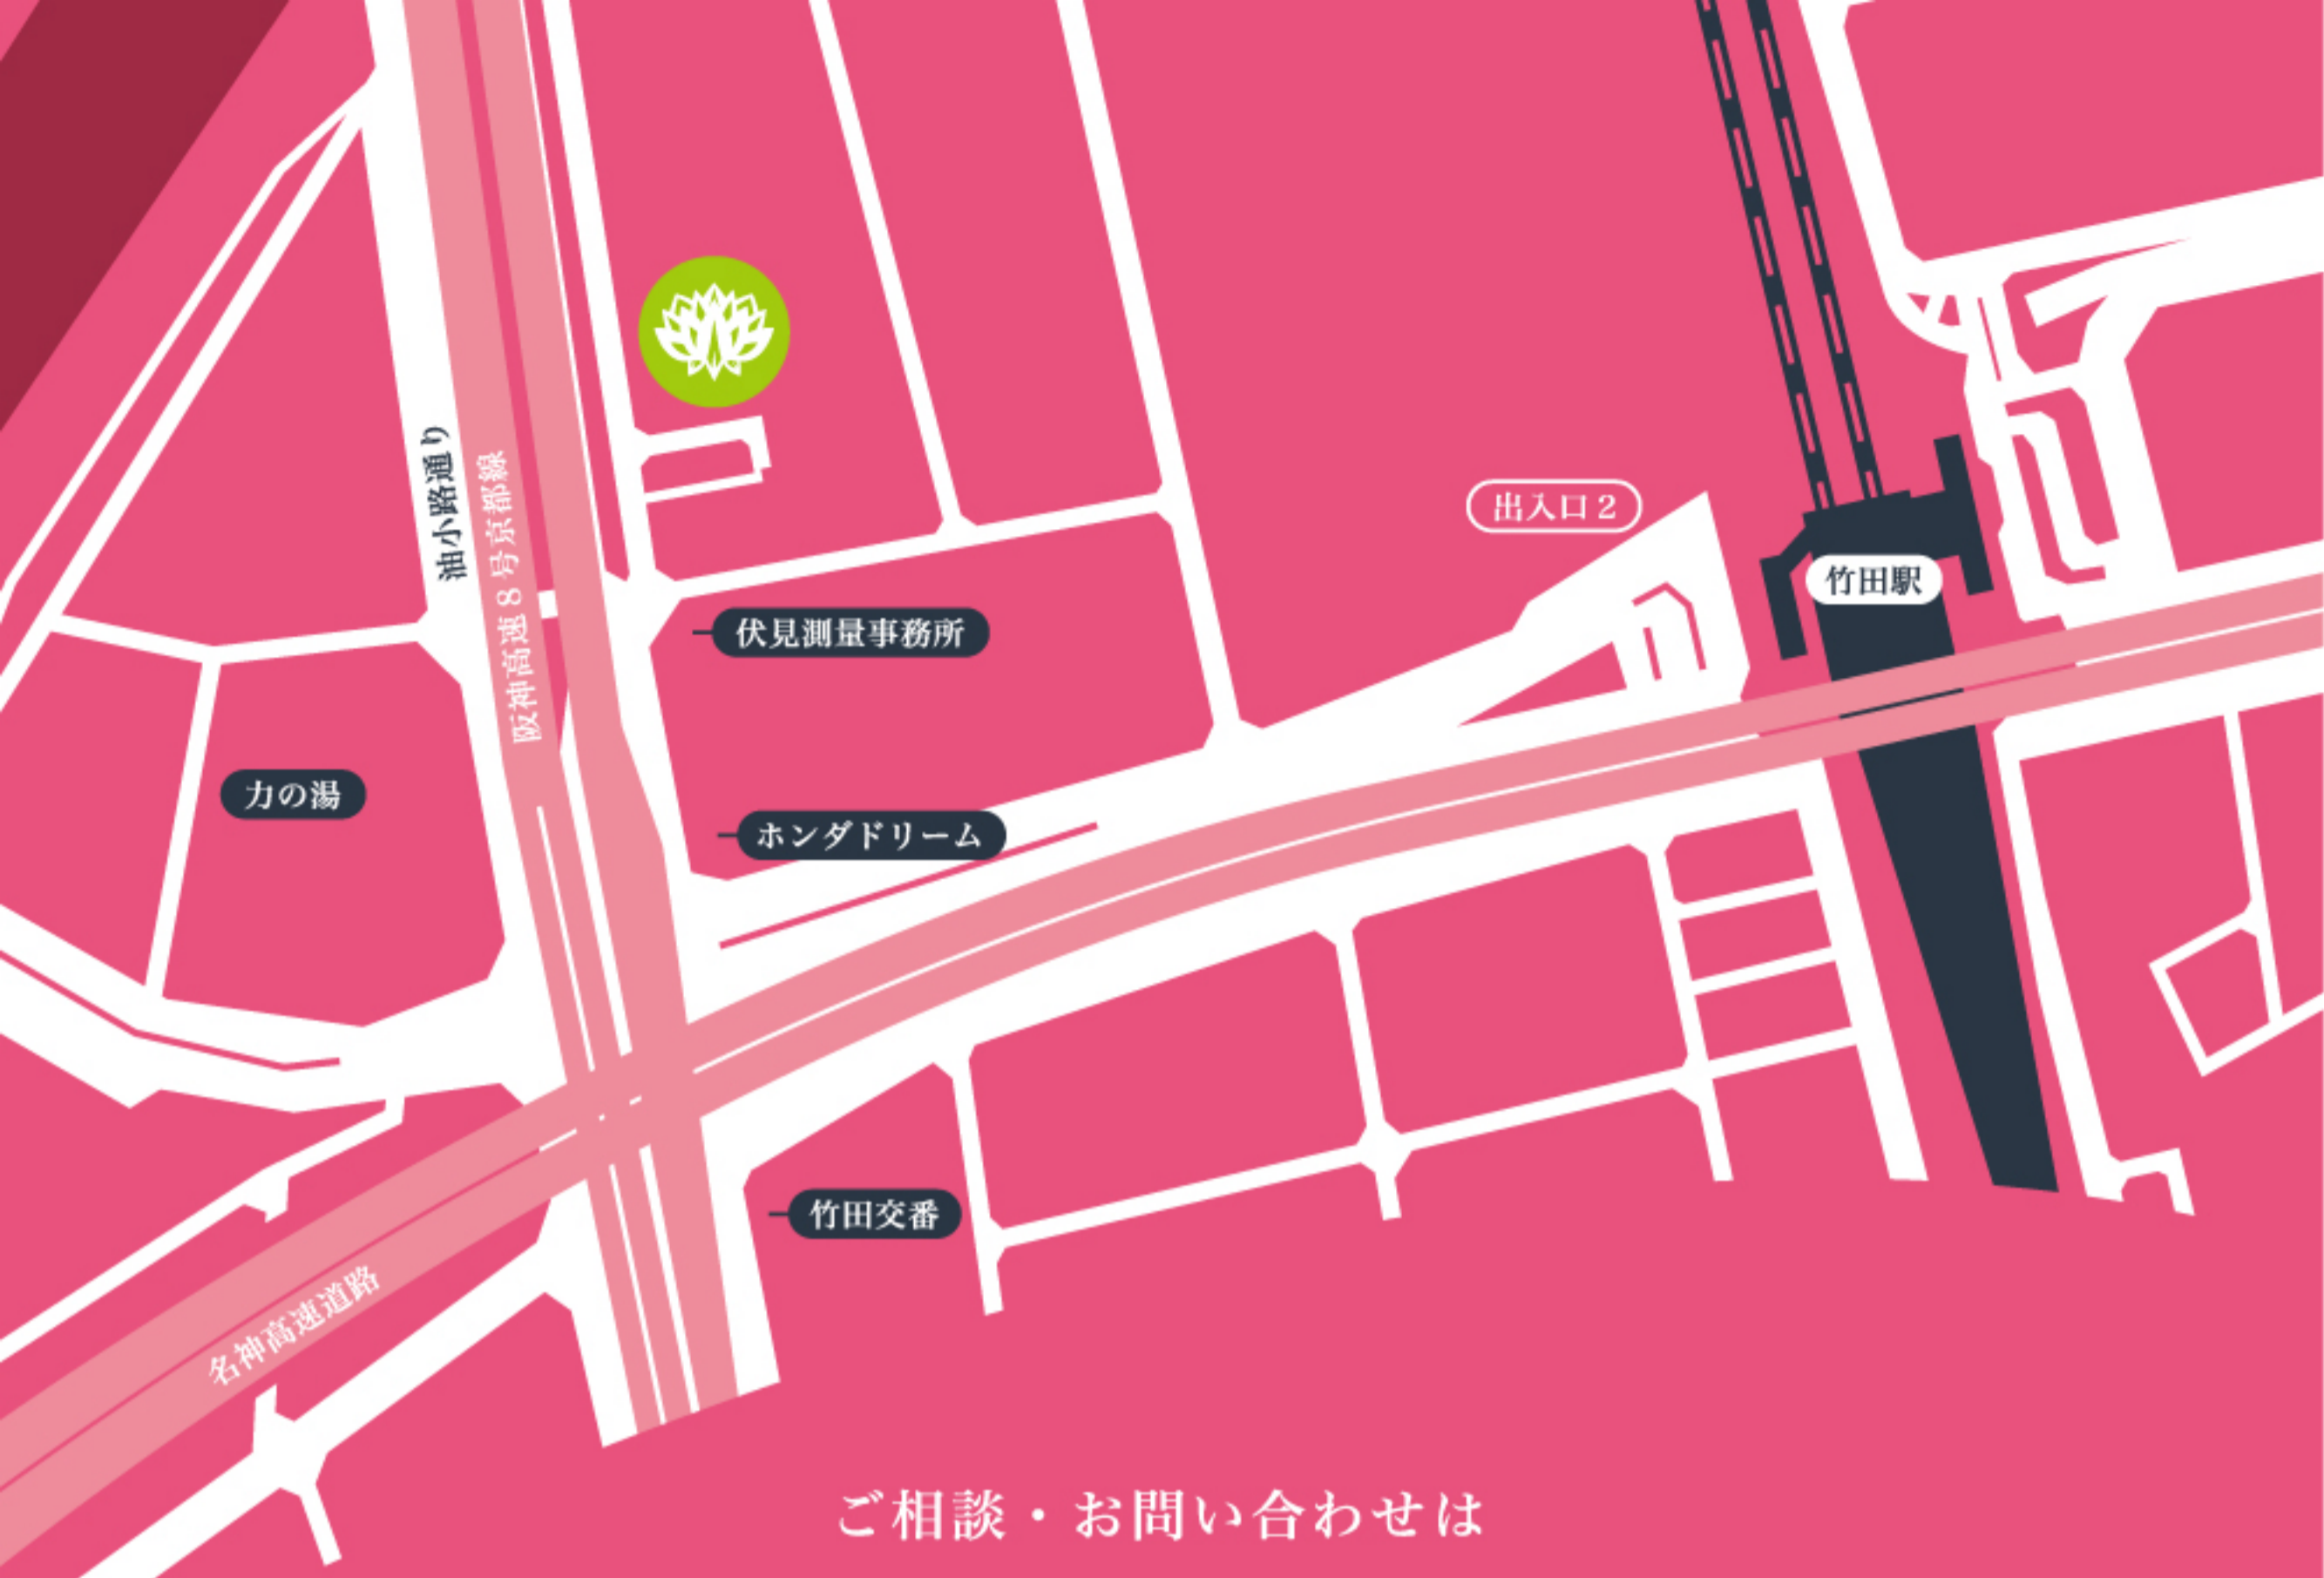 油小路通り
阪神高速8号京都線
出入口2
竹田駅
伏見測量事務所
力の湯
ホンダドリーム
竹田交番
名神高速道路
ご相談・お問い合わせは